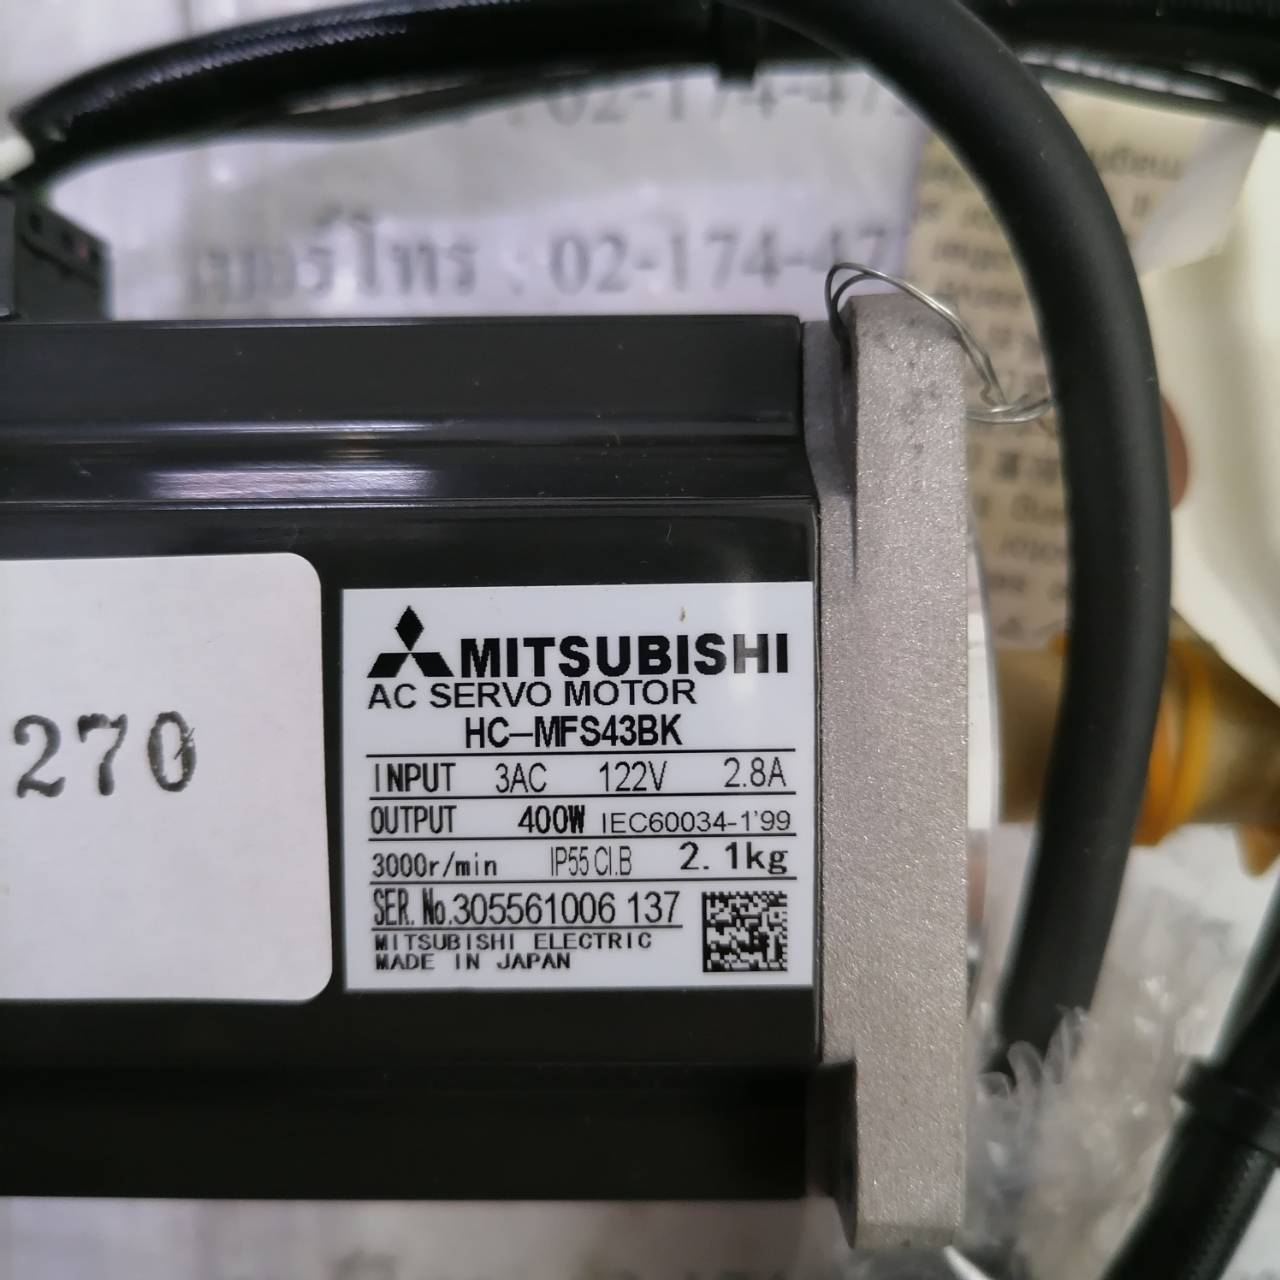 : 02-174-47
เบอร์โทร : 02-174-47
270
MITSUBISHI
AC SERVO MOTOR
HC-MFS43BK
INPUT 3AC 122V 2.8A
OUTPUT 400W IEC60034-1'99
3000r/min IP55 CI.B 2.1kg
SER.No.305561006 137
MITSUBISHI ELECTRIC
MADE IN JAPAN